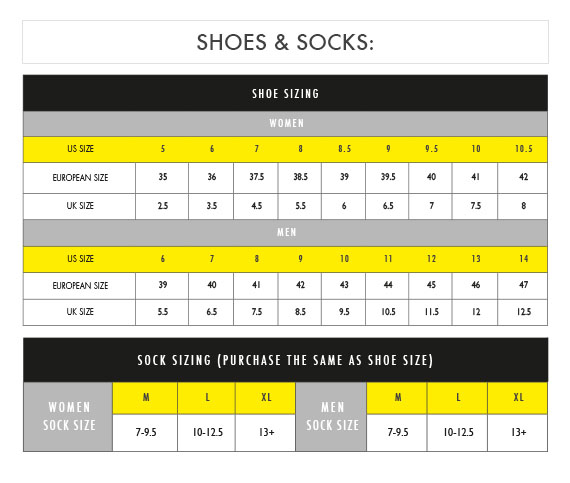 SHOES & SOCKS:
SHOE SIZING
WOMEN
US SIZE 5 6 7 8 8.5 9 9.5 10 10.5
EUROPEAN SIZE 35 36 37.5 38.5 39 39.5 40 41 42
UK SIZE 2.5 3.5 4.5 5.5 6 6.5 7 7.5 8
MEN
US SIZE 6 7 8 9 10 11 12 13 14
EUROPEAN SIZE 39 40 41 42 43 44 45 46 47
UK SIZE 5.5 6.5 7.5 8.5 9.5 10.5 11.5 12 12.5
SOCK SIZING (PURCHASE THE SAME AS SHOE SIZE)
WOMEN SOCK SIZE M L XL MEN SOCK SIZE M L XL
7-9.5 10-12.5 13+ 7-9.5 10-12.5 13+